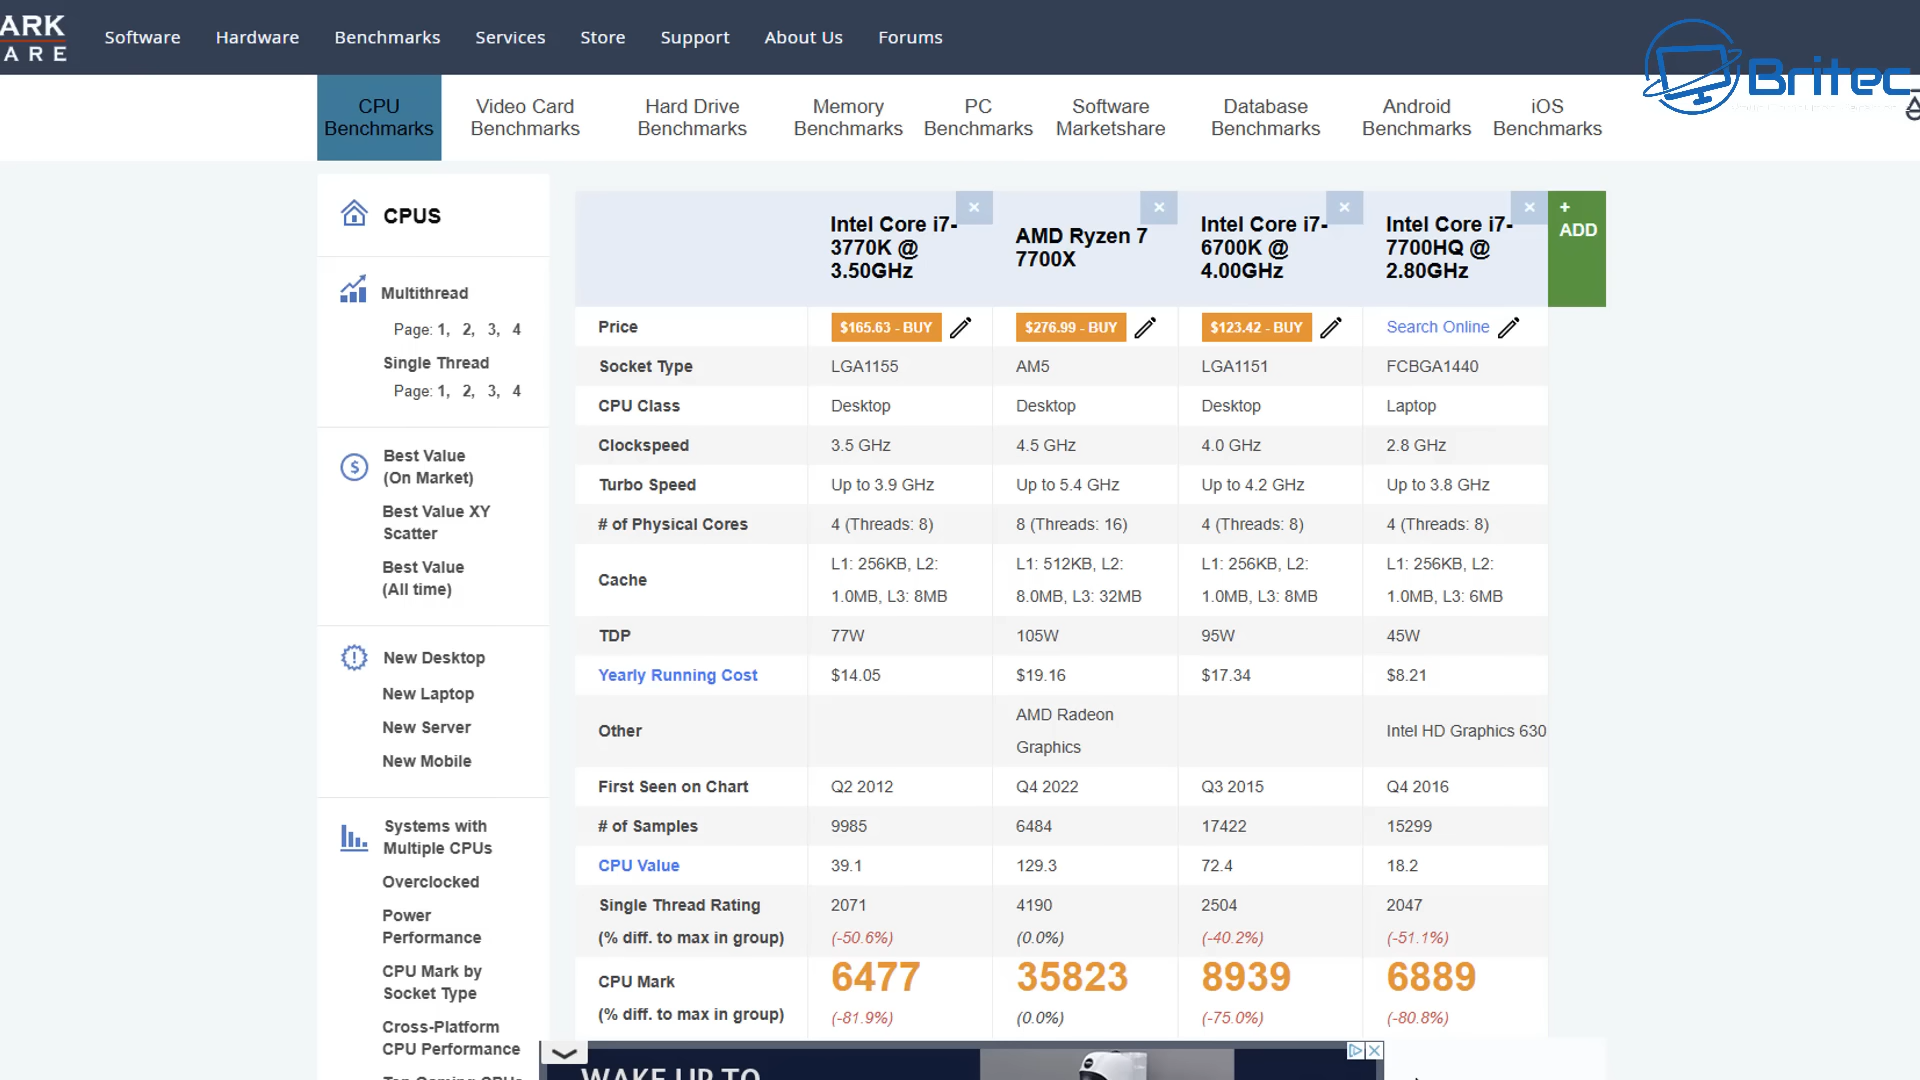 ARK
ARE
Software Hardware Benchmarks Services Store Support About Us Forums
Britec
CPU Benchmarks
Video Card Benchmarks
Hard Drive Benchmarks
Memory Benchmarks
PC Benchmarks
Software Marketshare
Database Benchmarks
Android Benchmarks
iOS Benchmarks
CPUS
Multithread
Page: 1, 2, 3, 4
Single Thread
Page: 1, 2, 3, 4
Best Value
(On Market)
Best Value XY
Scatter
Best Value
(All time)
New Desktop
New Laptop
New Server
New Mobile
Systems with
Multiple CPUs
Overclocked
Power
Performance
CPU Mark by
Socket Type
Cross-Platform
CPU Performance
Top Gaming CPUs
Intel Core i7-
3770K @
3.50GHz
AMD Ryzen 7
7700X
Intel Core i7-
6700K @
4.00GHz
Intel Core i7-
7700HQ @
2.80GHz
+
ADD
Price $165.63 - BUY $276.99 - BUY $123.42 - BUY Search Online
Socket Type LGA1155 AM5 LGA1151 FCBGA1440
CPU Class Desktop Desktop Desktop Laptop
Clockspeed 3.5 GHz 4.5 GHz 4.0 GHz 2.8 GHz
Turbo Speed Up to 3.9 GHz Up to 5.4 GHz Up to 4.2 GHz Up to 3.8 GHz
# of Physical Cores 4 (Threads: 8) 8 (Threads: 16) 4 (Threads: 8) 4 (Threads: 8)
Cache
L1: 256KB, L2: L1: 512KB, L2: L1: 256KB, L2: L1: 256KB, L2:
1.0MB, L3: 8MB 8.0MB, L3: 32MB 1.0MB, L3: 8MB 1.0MB, L3: 6MB
TDP 77W 105W 95W 45W
Yearly Running Cost $14.05 $19.16 $17.34 $8.21
Other AMD Radeon Graphics Intel HD Graphics 630
First Seen on Chart Q2 2012 Q4 2022 Q3 2015 Q4 2016
# of Samples 9985 6484 17422 15299
CPU Value 39.1 129.3 72.4 18.2
Single Thread Rating 2071 4190 2504 2047
(% diff. to max in group) (-50.6%) (0.0%) (-40.2%) (-51.1%)
CPU Mark 6477 35823 8939 6889
(% diff. to max in group) (-81.9%) (0.0%) (-75.0%) (-80.8%)
WAKE UP TO